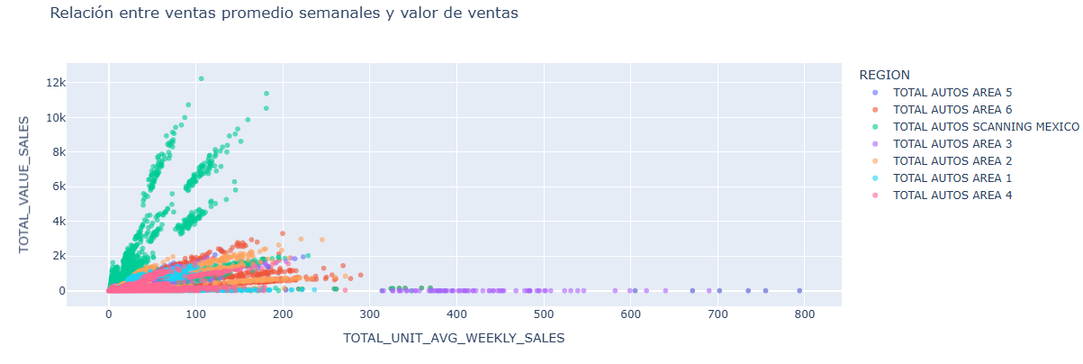 Relación entre ventas promedio semanales y valor de ventas
REGION
TOTAL AUTOS AREA 5
TOTAL AUTOS AREA 6
TOTAL AUTOS SCANNING MEXICO
TOTAL AUTOS AREA 3
TOTAL AUTOS AREA 2
TOTAL AUTOS AREA 1
TOTAL AUTOS AREA 4
TOTAL_VALUE_SALES
12k
10k
8k
6k
4k
2k
0
0
100
200
300
400
500
600
700
800
TOTAL_UNIT_AVG_WEEKLY_SALES